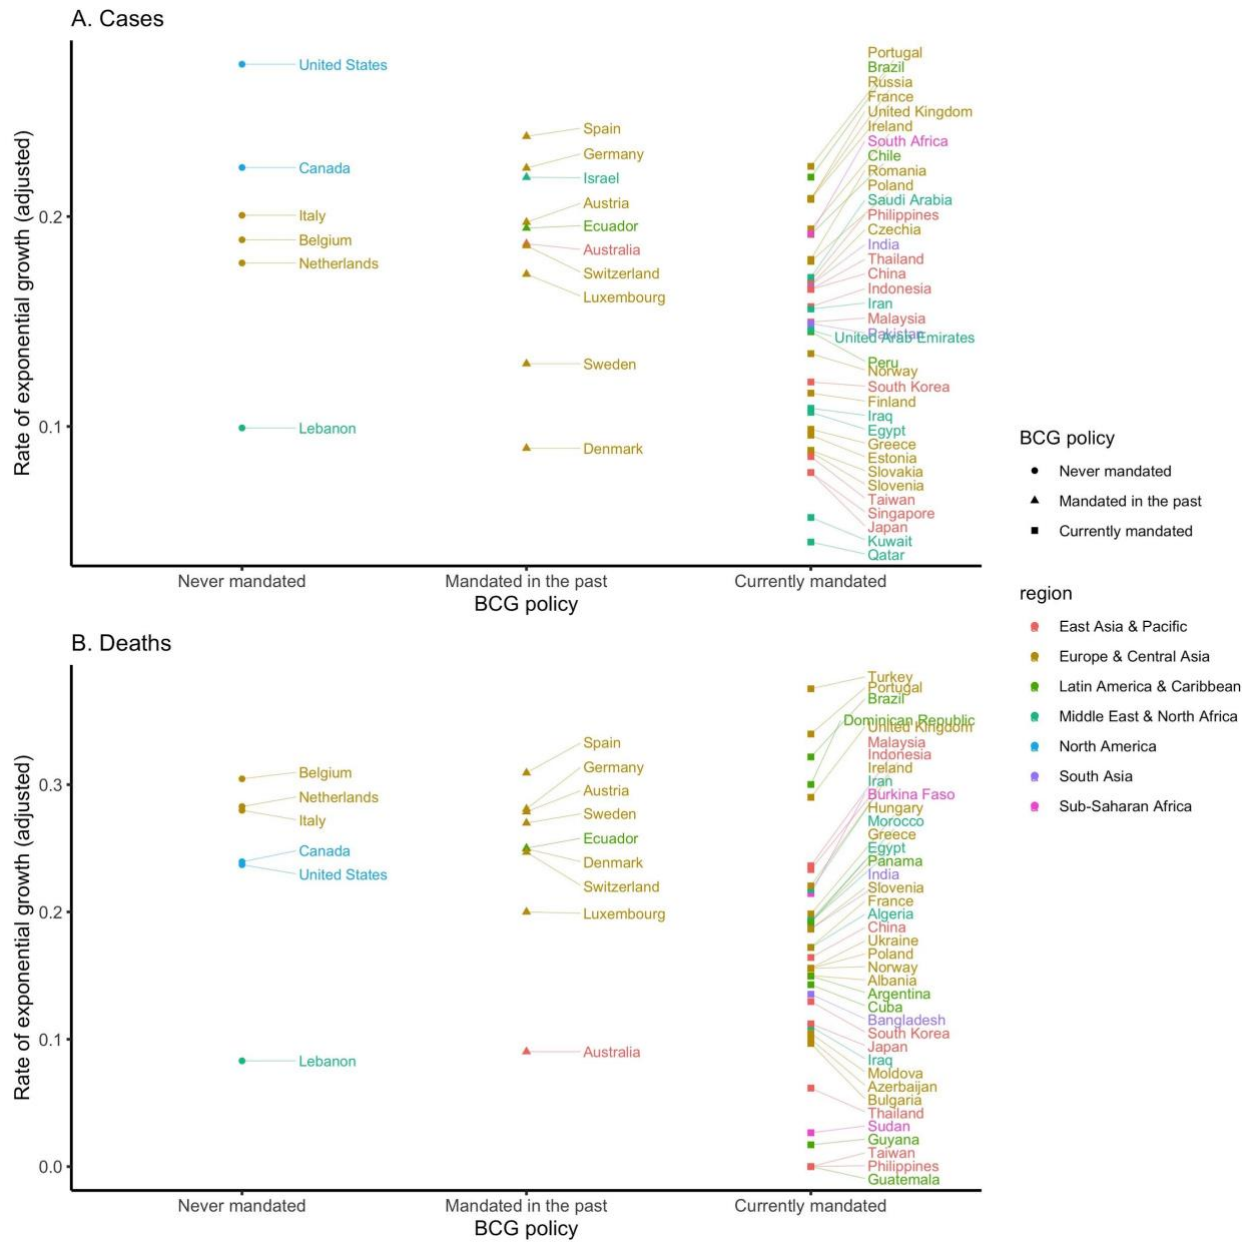 A. Cases
Rate of exponential growth (adjusted)
0.2
0.1
United States
Canada
Italy
Belgium
Netherlands
Lebanon
Spain
Germany
Israel
Austria
Ecuador
Australia
Switzerland
Luxembourg
Sweden
Denmark
Portugal
Brazil
Russia
France
United Kingdom
Ireland
South Africa
Chile
Romania
Poland
Saudi Arabia
Philippines
Czechia
India
Thailand
China
Indonesia
Iran
Malaysia
Pakistan
United Arab Emirates
Peru
Norway
South Korea
Finland
Iraq
Egypt
Greece
Estonia
Slovakia
Slovenia
Taiwan
Singapore
Japan
Kuwait
Qatar
Never mandated
Mandated in the past
Currently mandated
BCG policy
B. Deaths
Rate of exponential growth (adjusted)
0.3
0.2
0.1
0.0
Belgium
Netherlands
Italy
Canada
United States
Lebanon
Spain
Germany
Austria
Sweden
Ecuador
Denmark
Switzerland
Luxembourg
Australia
Turkey
Portugal
Brazil
Dominican Republic
United Kingdom
Malaysia
Indonesia
Ireland
Iran
Burkina Faso
Hungary
Morocco
Greece
Egypt
Panama
India
Slovenia
France
Algeria
China
Ukraine
Poland
Norway
Albania
Argentina
Cuba
Bangladesh
South Korea
Japan
Iraq
Moldova
Azerbaijan
Bulgaria
Thailand
Sudan
Guyana
Taiwan
Philippines
Guatemala
Never mandated
Mandated in the past
Currently mandated
BCG policy
BCG policy
Never mandated
Mandated in the past
Currently mandated
region
East Asia & Pacific
Europe & Central Asia
Latin America & Caribbean
Middle East & North Africa
North America
South Asia
Sub-Saharan Africa